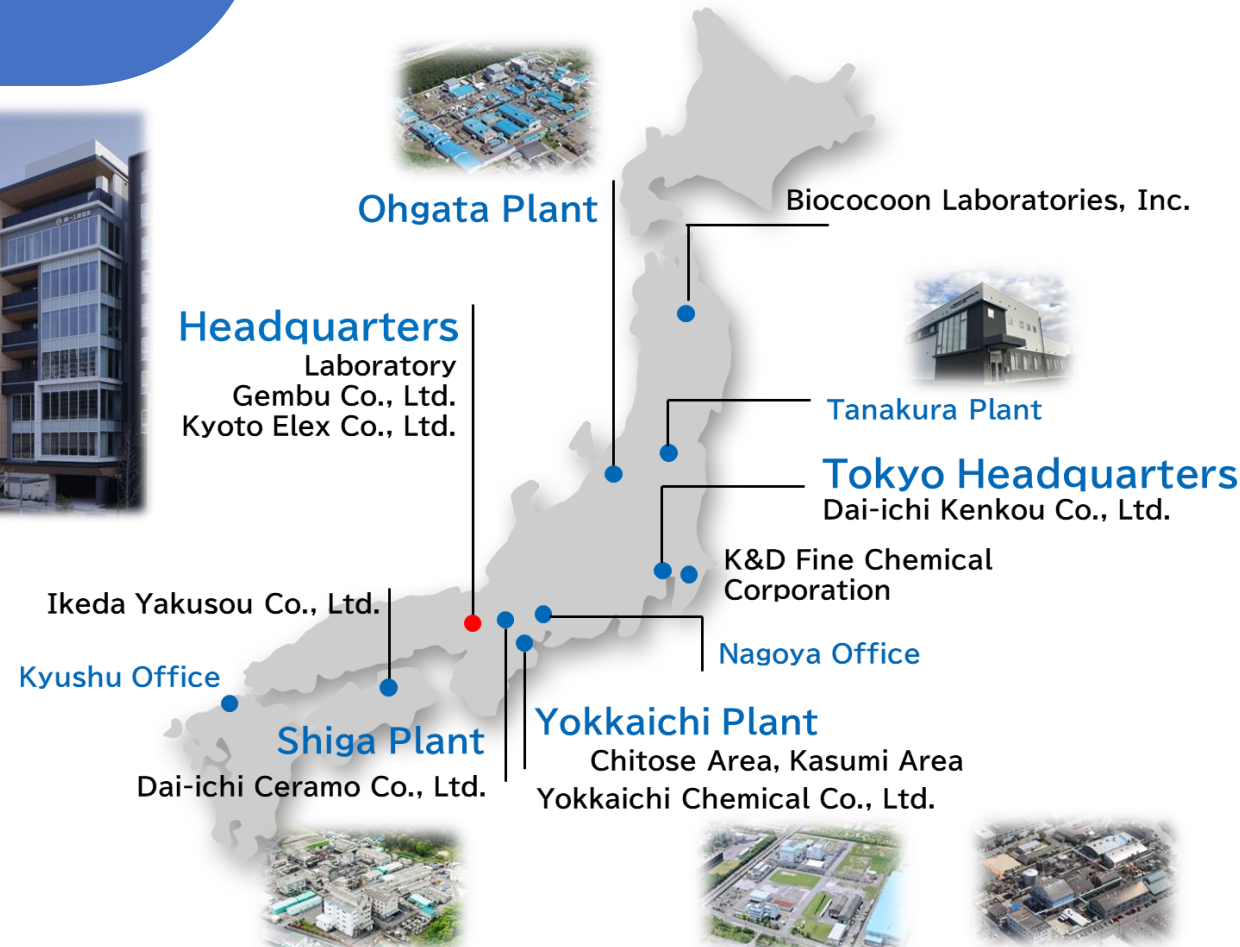 Ohgata Plant
Biococoon Laboratories, Inc.
Headquarters
Laboratory
Gembu Co., Ltd.
Kyoto Elex Co., Ltd.
Tanakura Plant
Tokyo Headquarters
Dai-ichi Kenkou Co., Ltd.
K&D Fine Chemical
Corporation
Ikeda Yakusou Co., Ltd.
Nagoya Office
Kyushu Office
Shiga Plant
Dai-ichi Ceramo Co., Ltd.
Yokkaichi Plant
Chitose Area, Kasumi Area
Yokkaichi Chemical Co., Ltd.